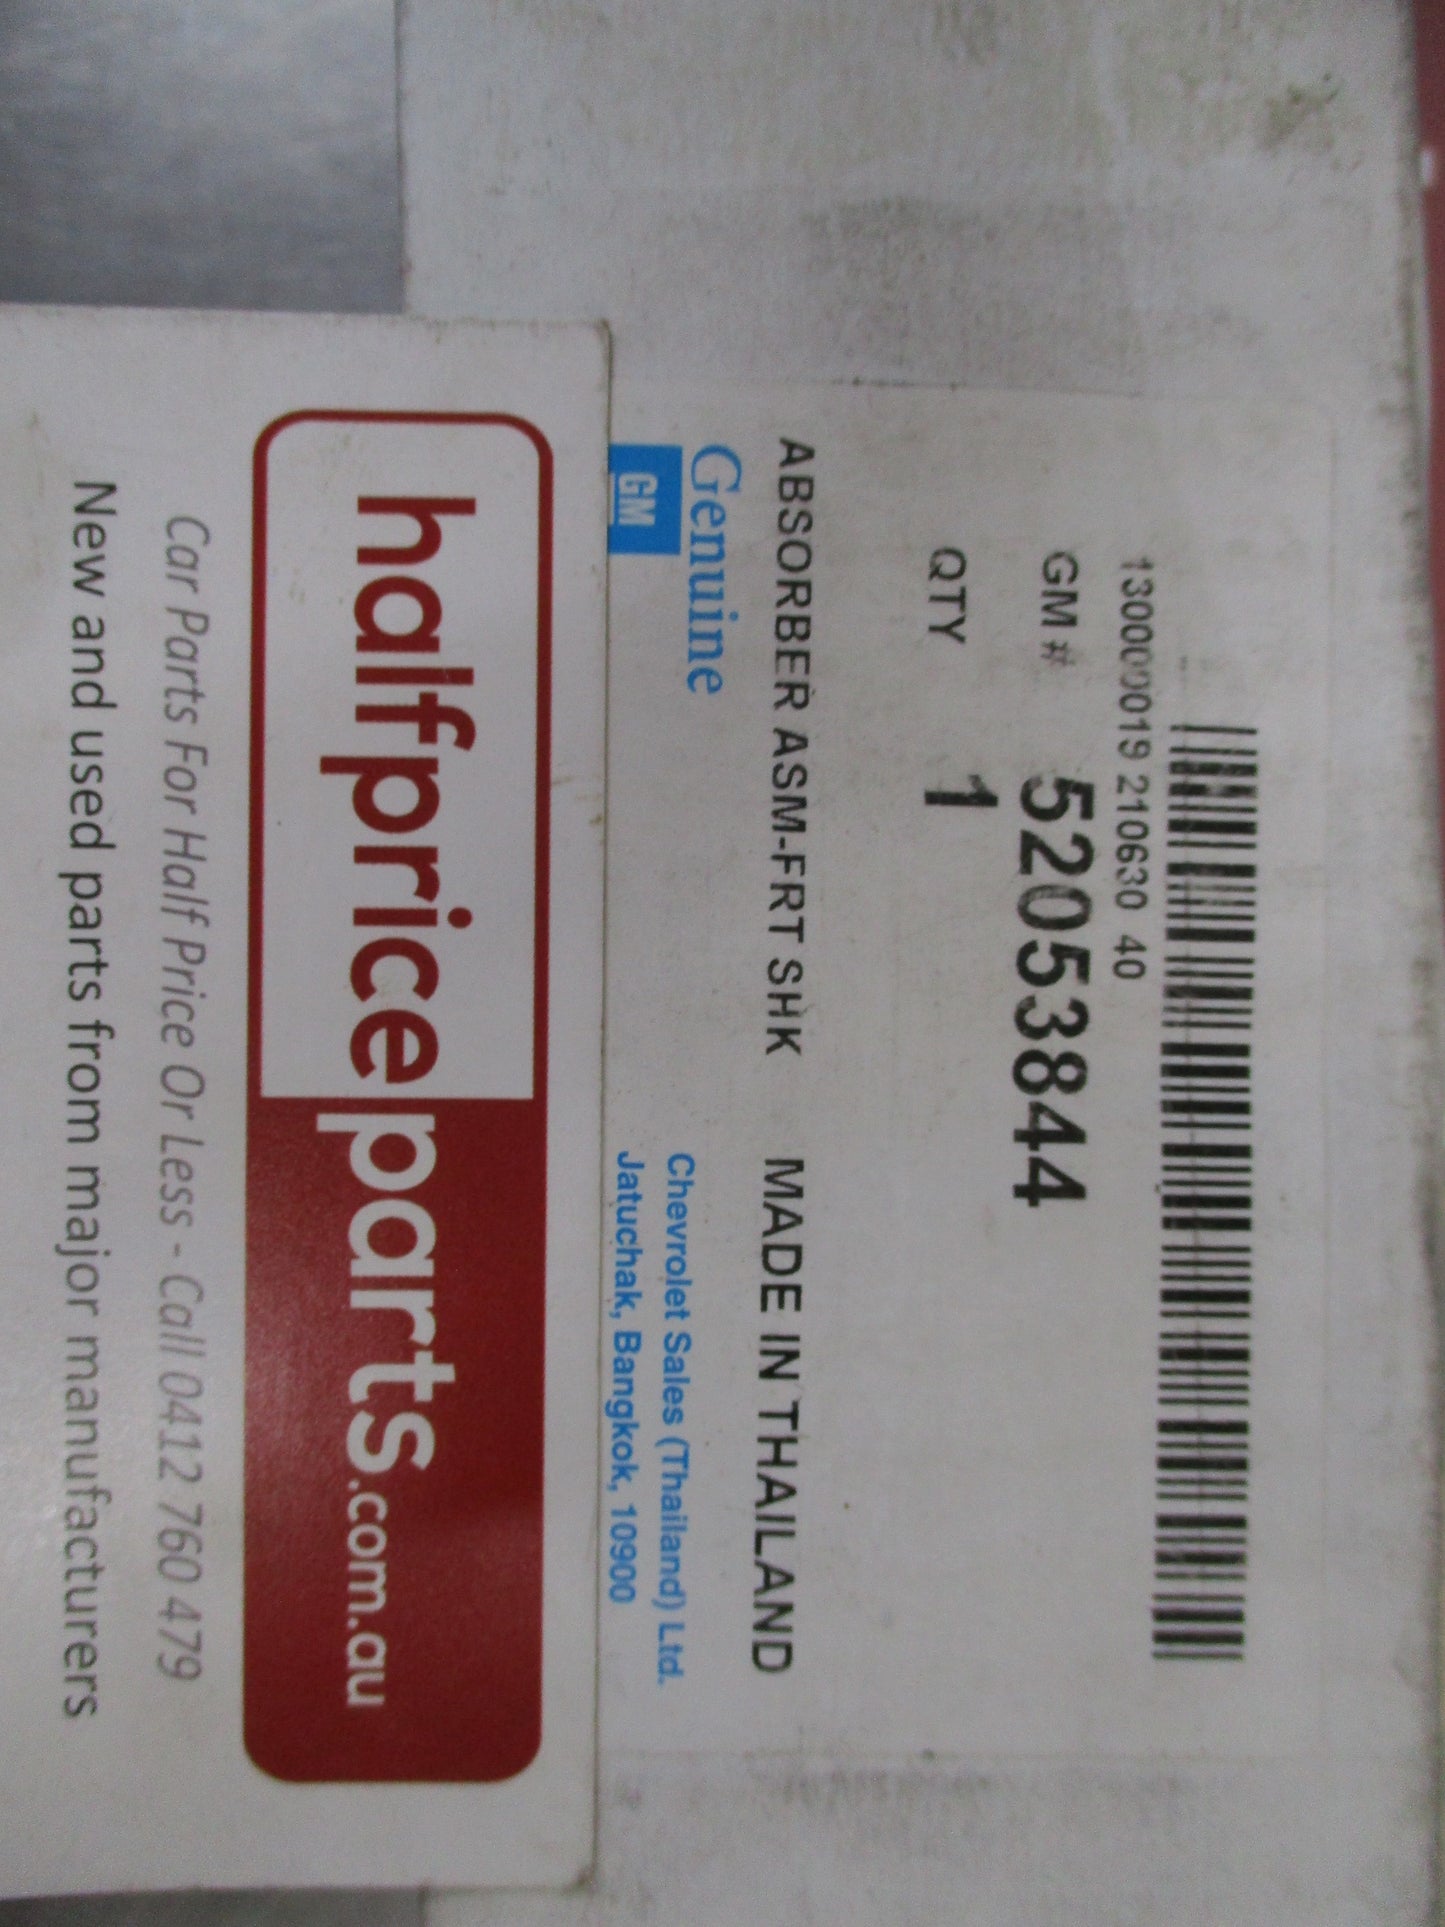 13000019 210630 40
GM # 52053844
QTY 1
ABSORBER ASM-FRT SHK MADE IN THAILAND
Genuine
GM
Chevrolet Sales (Thailand) Ltd.
Jatuchak, Bangkok, 10900
halfpriceparts.com.au
Car Parts For Half Price Or Less - Call 0412 760 479
New and used parts from major manufacturers